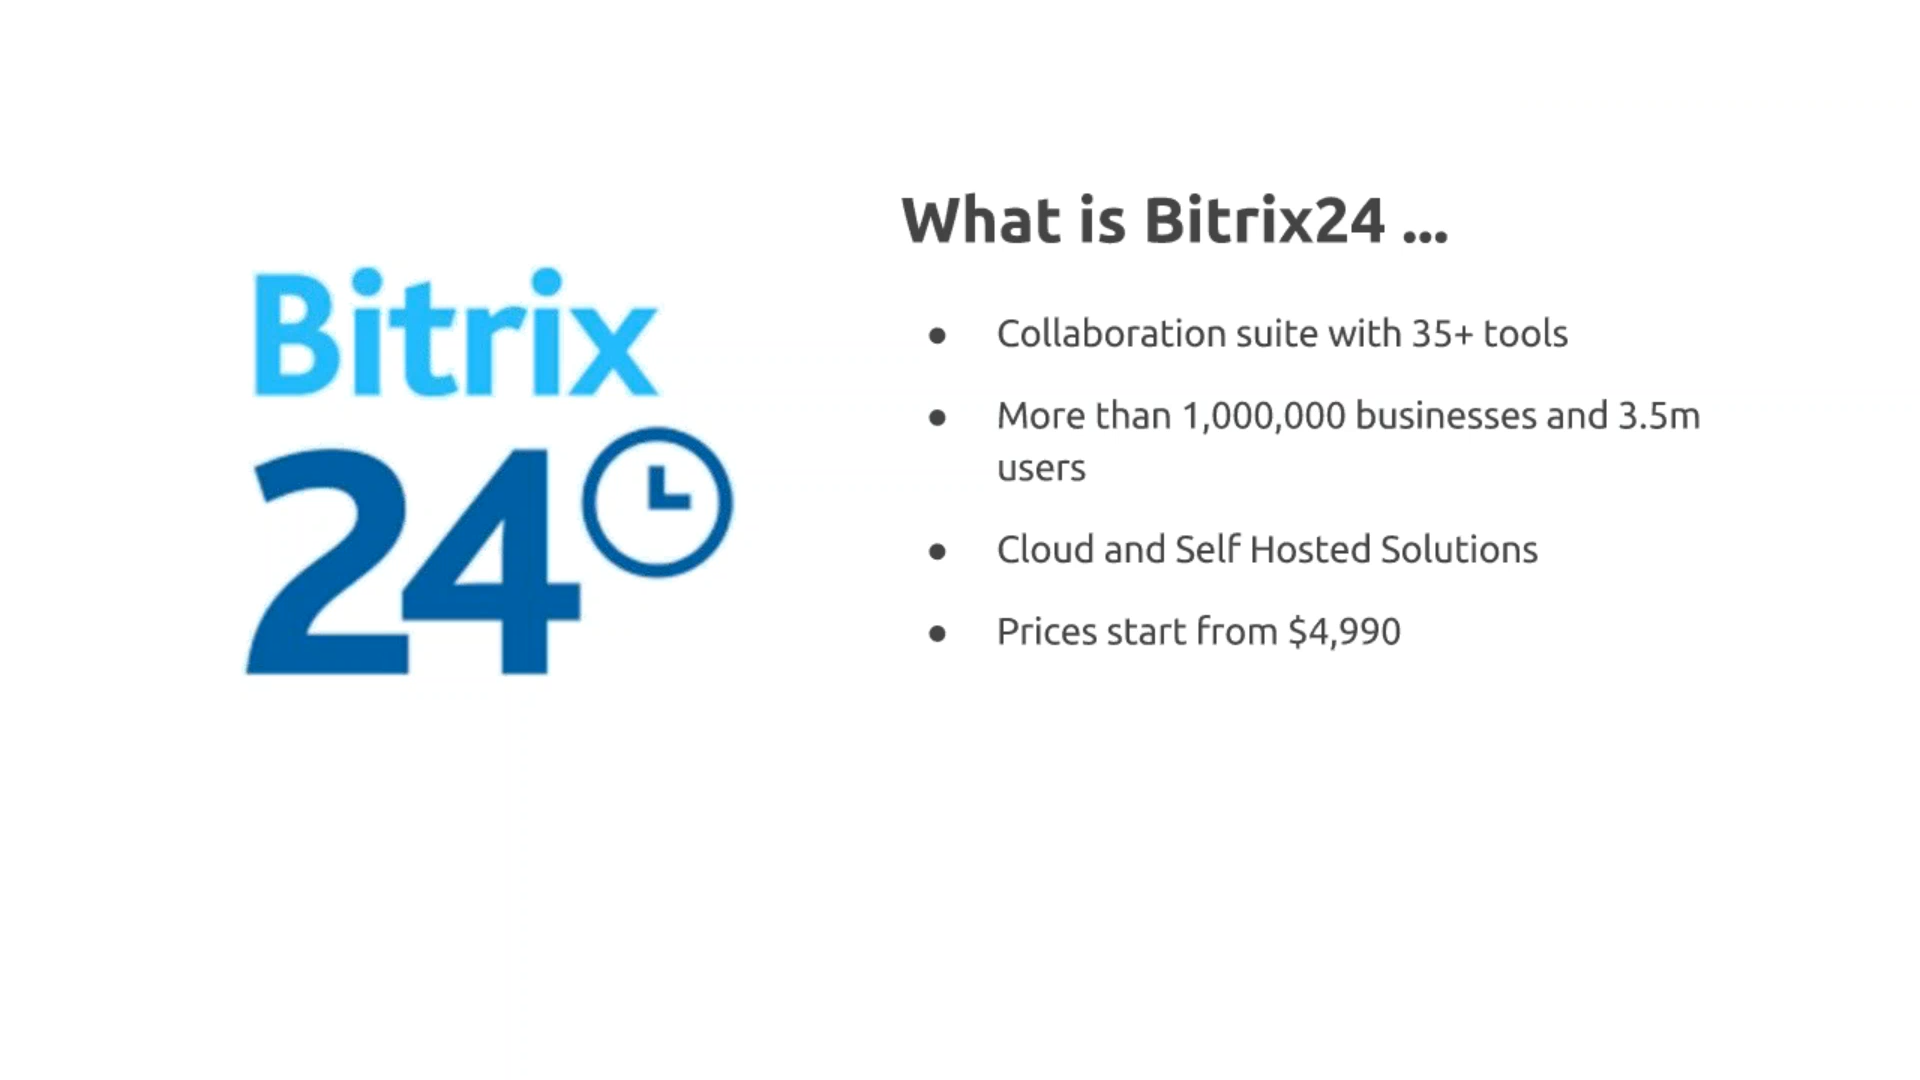 Bitrix
24
What is Bitrix24 ...
● Collaboration suite with 35+ tools
● More than 1,000,000 businesses and 3.5m
users
● Cloud and Self Hosted Solutions
● Prices start from $4,990